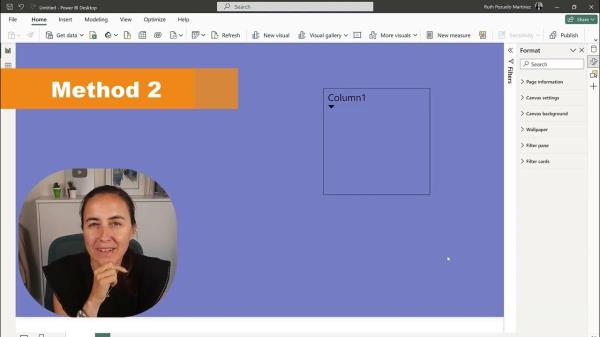 Untitled - Power BI Desktop
Search
Ruth Pozuelo Martinez
File
Home
Insert
Modeling
View
Optimize
Help
Share
Get data
Refresh
New visual
Visual gallery
More visuals
New measure
Sensitivity
Publish
Method 2
Column1
Filters
Format
Search
Page information
Canvas settings
Canvas background
Wallpaper
Filter pane
Filter cards